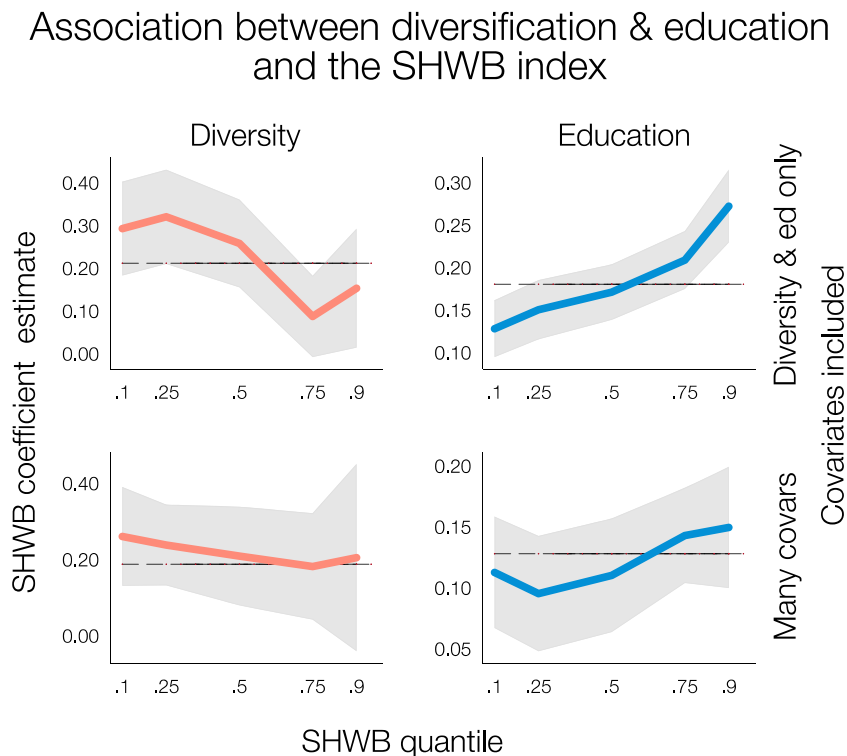 Association between diversification & education
and the SHWB index
Diversity
Education
SHWB coefficient estimate
0.40
0.30
0.20
0.10
0.00
.1 .25 .5 .75 .9
0.30
0.25
0.20
0.15
0.10
.1 .25 .5 .75 .9
Diversity & ed only
0.40
0.20
0.00
.1 .25 .5 .75 .9
0.20
0.15
0.10
0.05
.1 .25 .5 .75 .9
Many covars
Covariates included
SHWB quantile